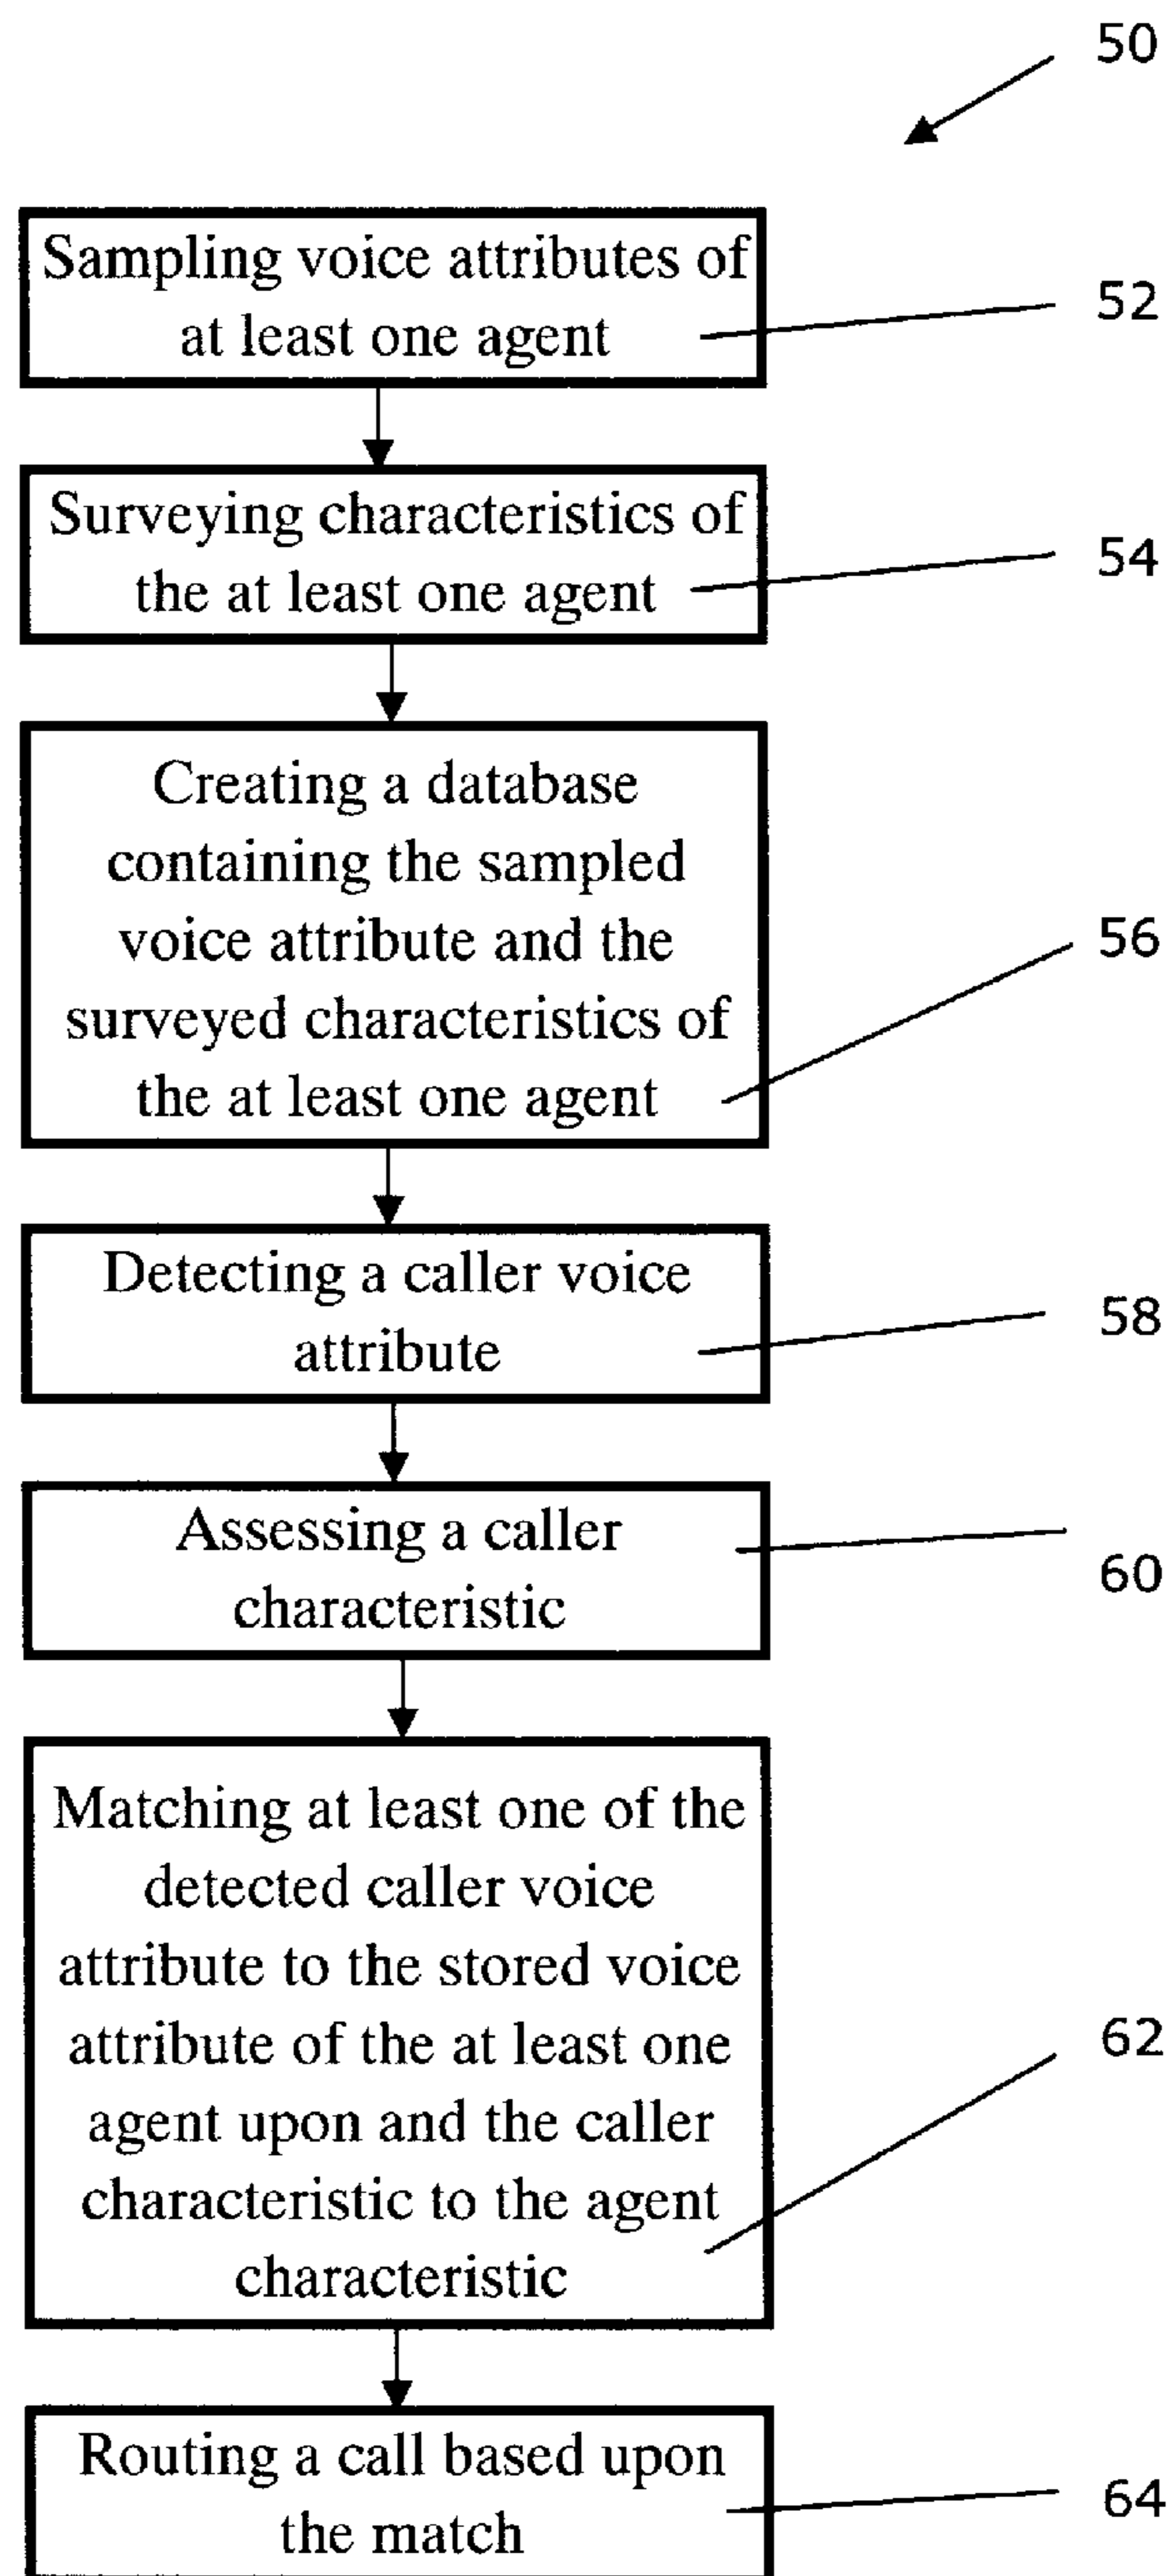 50
Sampling voice attributes of
at least one agent
52
Surveying characteristics of
the at least one agent
54
Creating a database
containing the sampled
voice attribute and the
surveyed characteristics of
the at least one agent
56
Detecting a caller voice
attribute
58
Assessing a caller
characteristic
60
Matching at least one of the
detected caller voice
attribute to the stored voice
attribute of the at least one
agent upon and the caller
characteristic to the agent
characteristic
62
Routing a call based upon
the match
64